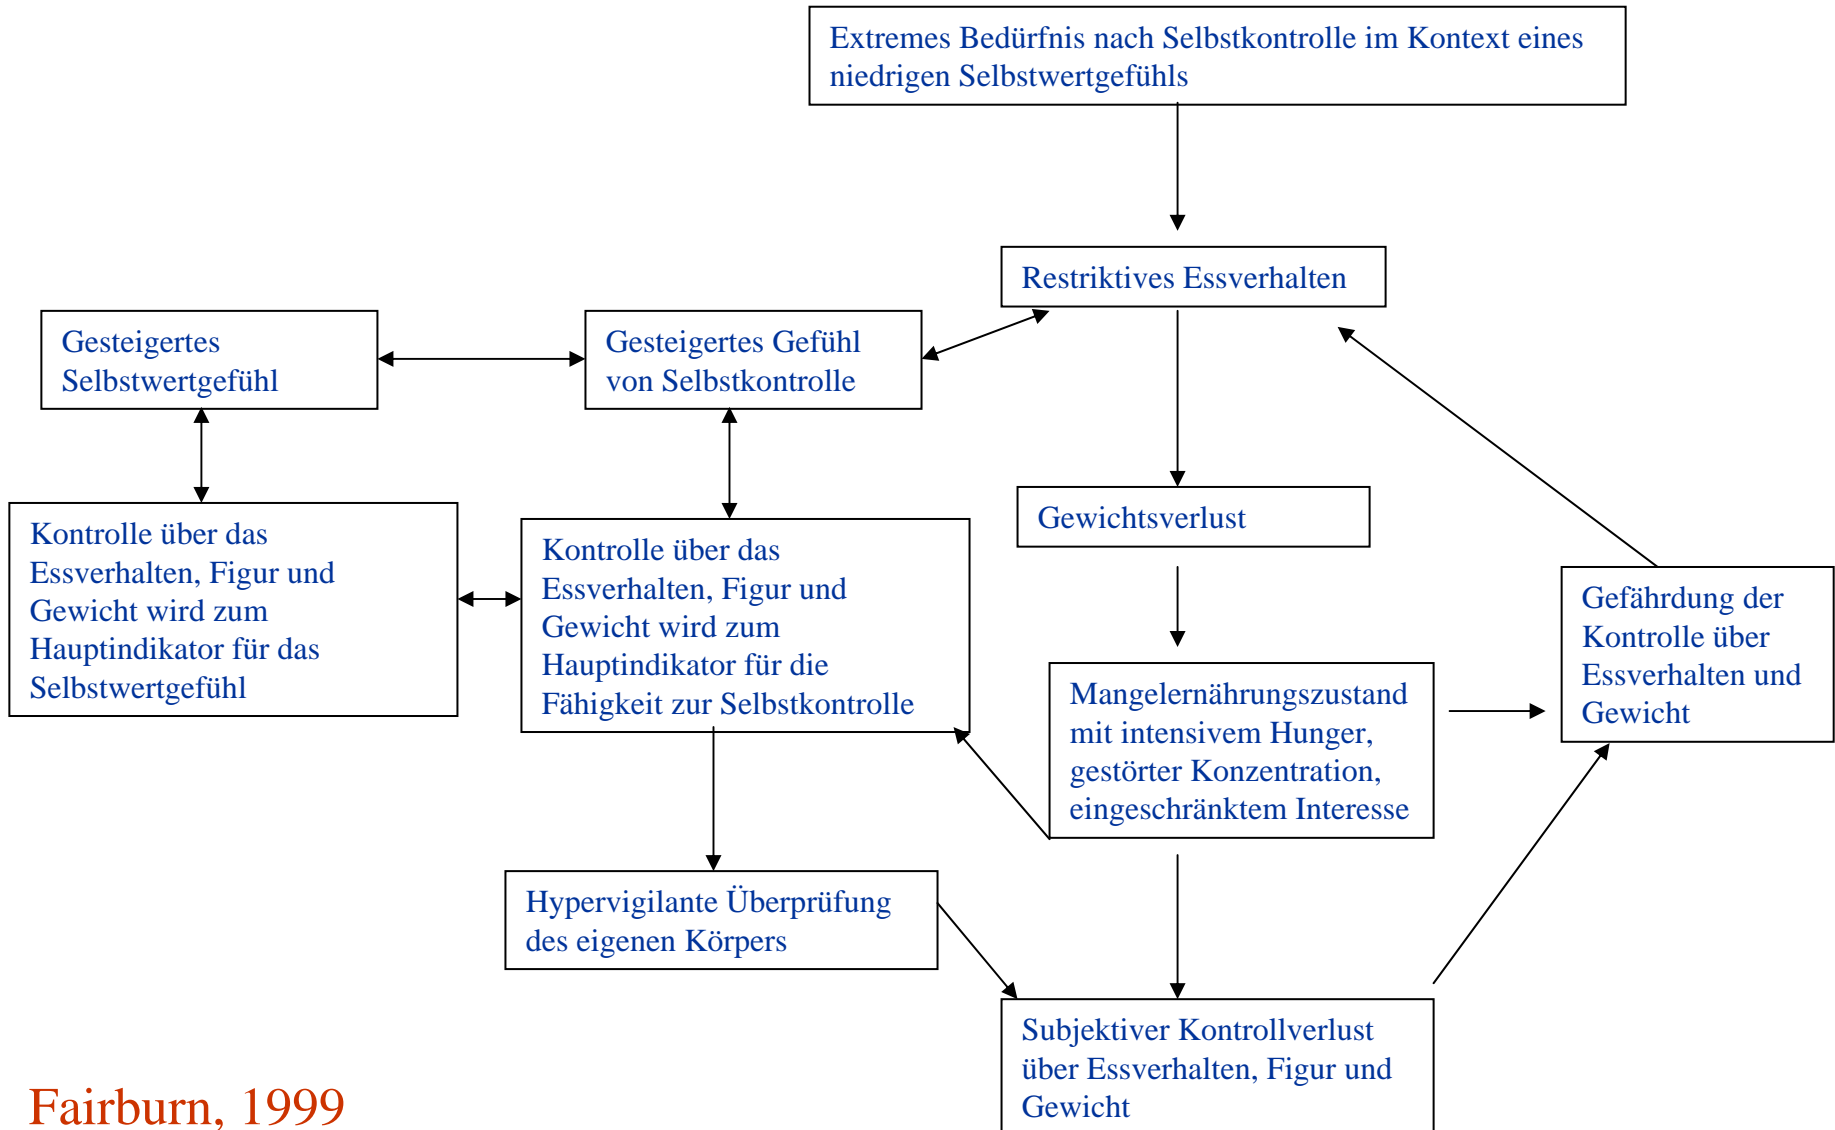 Extremes Bedürfnis nach Selbstkontrolle im Kontext eines
niedrigen Selbstwertgefühls
Restriktives Essverhalten
Gesteigertes
Selbstwertgefühl
Gesteigertes Gefühl
von Selbstkontrolle
Gewichtsverlust
Kontrolle über das
Essverhalten, Figur und
Gewicht wird zum
Hauptindikator für das
Selbstwertgefühl
Kontrolle über das
Essverhalten, Figur und
Gewicht wird zum
Hauptindikator für die
Fähigkeit zur Selbstkontrolle
Mangelernährungszustand
mit intensivem Hunger,
gestörter Konzentration,
eingeschränktem Interesse
Gefährdung der
Kontrolle über
Essverhalten und
Gewicht
Hypervigilante Überprüfung
des eigenen Körpers
Subjektiver Kontrollverlust
über Essverhalten, Figur und
Gewicht
Fairburn, 1999